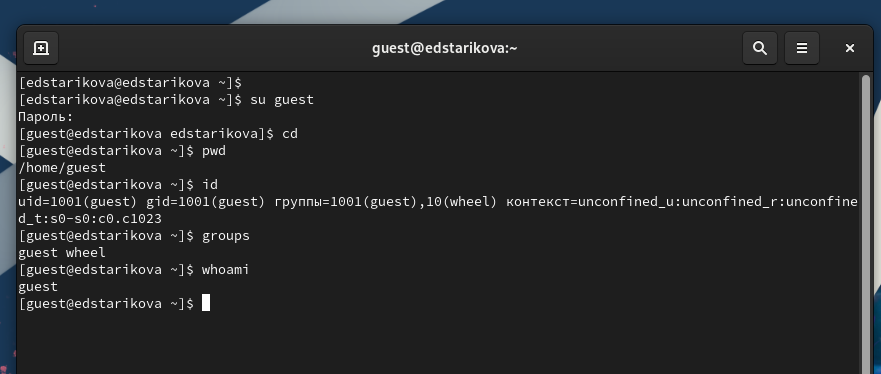 guest@edstarikova:~
[edstarikova@edstarikova ~]$
[edstarikova@edstarikova ~]$ su guest
Пароль:
[guest@edstarikova edstarikova]$ cd
[guest@edstarikova ~]$ pwd
/home/guest
[guest@edstarikova ~]$ id
uid=1001(guest) gid=1001(guest) группы=1001(guest),10(wheel) контекст=unconfined_u:unconfined_r:unconfine
d_t:s0-s0:c0.c1023
[guest@edstarikova ~]$ groups
guest wheel
[guest@edstarikova ~]$ whoami
guest
[guest@edstarikova ~]$